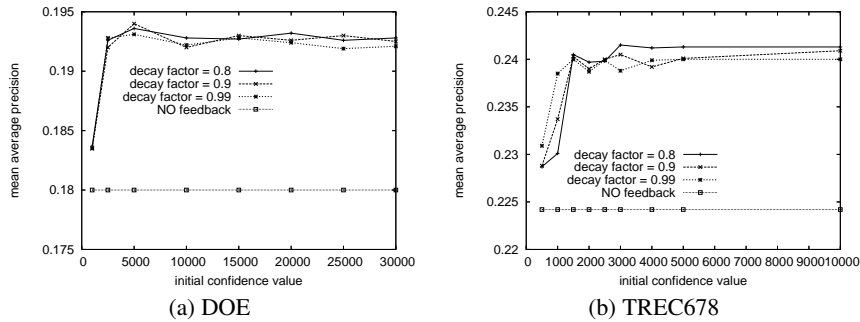 0.195
0.19
0.185
0.18
0.175
mean average precision
decay factor = 0.8
decay factor = 0.9
decay factor = 0.99
NO feedback
0 5000 10000 15000 20000 25000 30000
initial confidence value
(a) DOE
0.245
0.24
0.235
0.23
0.225
0.22
mean average precision
decay factor = 0.8
decay factor = 0.9
decay factor = 0.99
NO feedback
0 1000 2000 3000 4000 5000 6000 7000 8000 9000 10000
initial confidence value
(b) TREC678